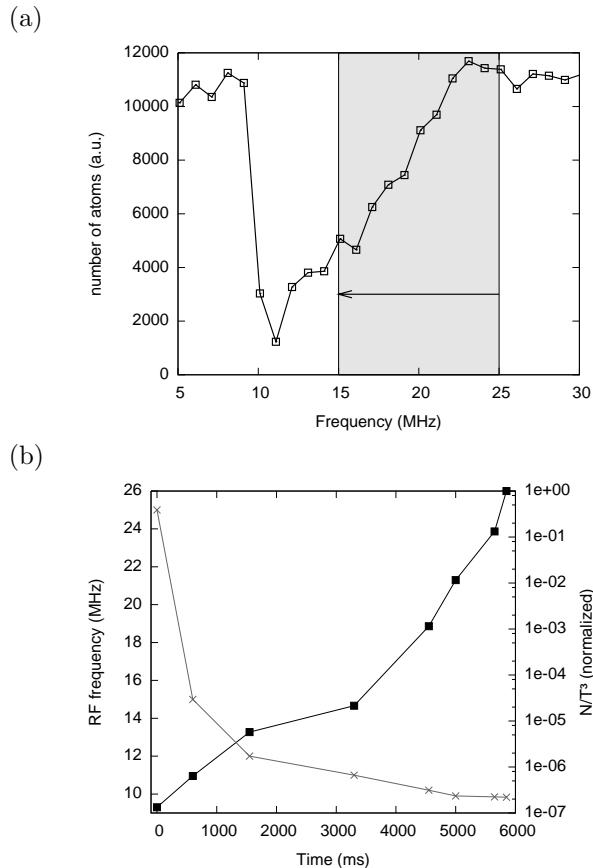 (a)
number of atoms (a.u.)
12000
10000
8000
6000
4000
2000
0
5 10 15 20 25 30
Frequency (MHz)
(b)
RF frequency (MHz)
26
24
22
20
18
16
14
12
10
1e+00
1e-01
1e-02
1e-03
1e-04
1e-05
1e-06
1e-07
N/T³ (normalized)
0 1000 2000 3000 4000 5000 6000
Time (ms)